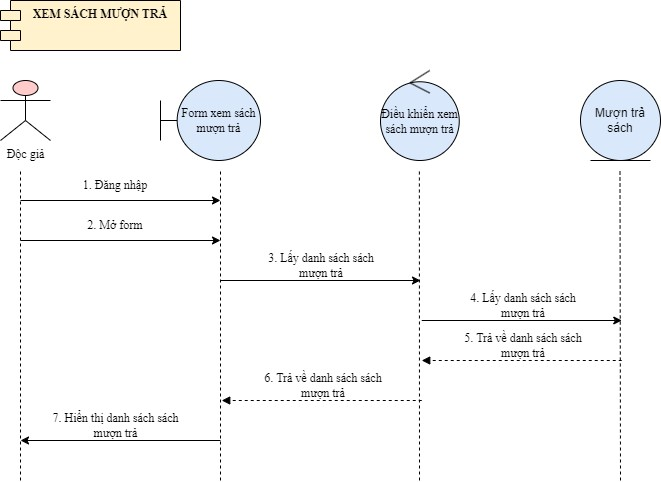 XEM SÁCH MƯỢN TRẢ
Form xem sách
mượn trả
Điều khiển xem
sách mượn trả
Mượn trả
sách
Độc giả
1. Đăng nhập
2. Mở form
3. Lấy danh sách sách
mượn trả
4. Lấy danh sách sách
mượn trả
5. Trả về danh sách sách
mượn trả
6. Trả về danh sách sách
mượn trả
7. Hiển thị danh sách sách
mượn trả